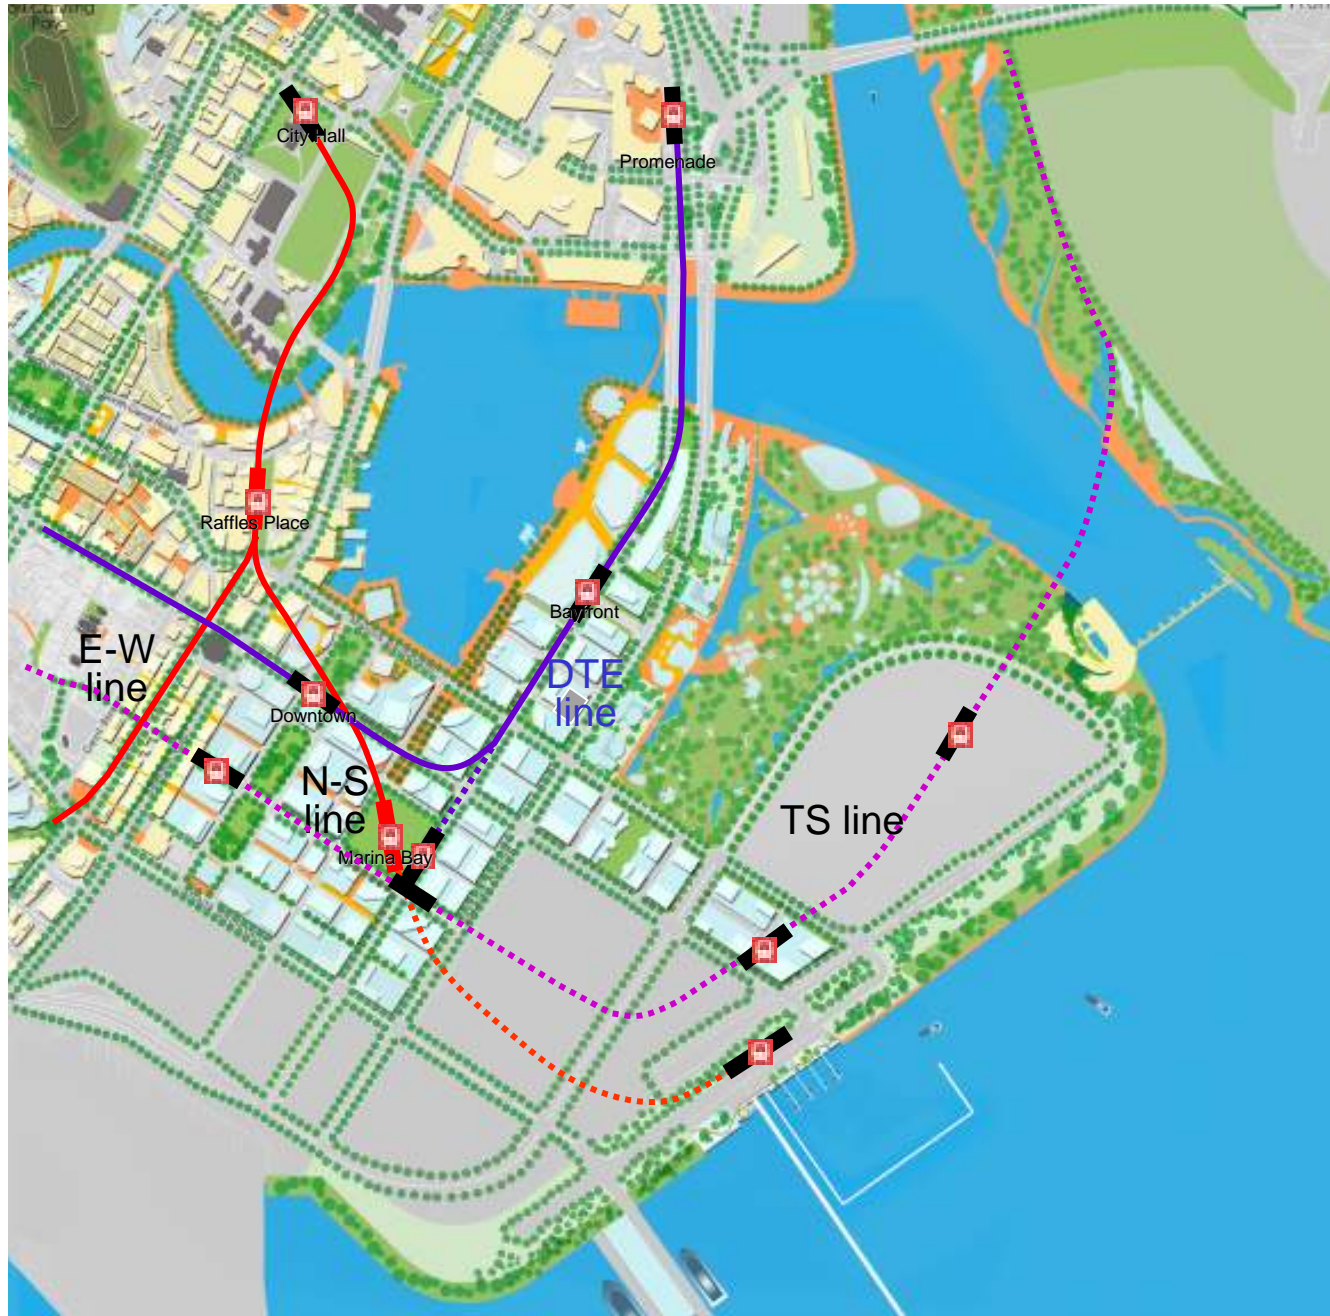 City Hall
Promenade
Raffles Place
Bayfront
E-W
line
DTE
line
Downtown
N-S
line
TS line
Marina Bay